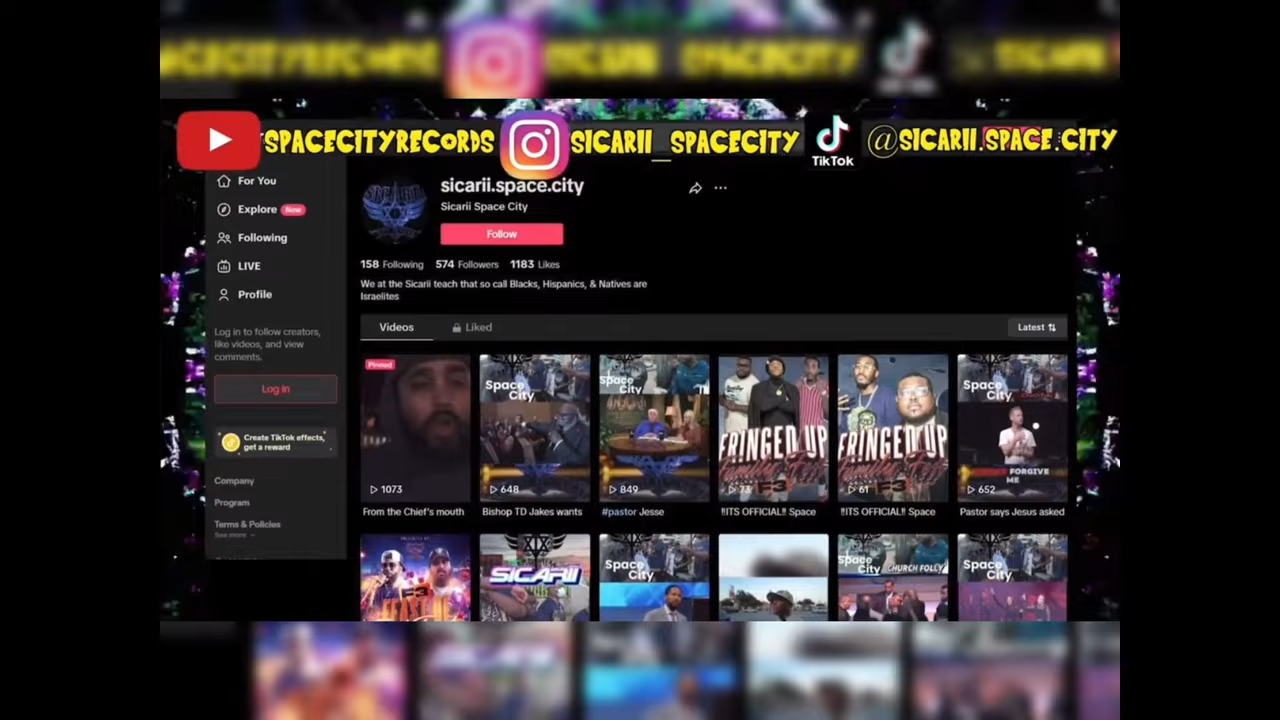 SPACECITYRECORDS SICARII_SPACECITY TikTok @SICARII.SPACE.CITY
For You
Explore New
Following
LIVE
Profile
Log in to follow creators,
like videos, and view
comments.
Log in
Create TikTok effects,
get a reward
Company
Program
Terms & Policies
See more
sicarii.space.city
Sicarii Space City
Follow
158 Following 574 Followers 1183 Likes
We at the Sicarii teach that so call Blacks, Hispanics, & Natives are
Israelites
Videos Liked Latest
Pinned
1073
From the Chief's mouth
Space
City
648
Bishop TD Jakes wants
Space
City
849
#pastor Jesse
FRINGED UP
73
‼ITS OFFICIAL‼ Space
FRINGED UP
61
‼ITS OFFICIAL‼ Space
Space
City
FORGIVE
ME
652
Pastor says Jesus asked
SICARII
Space
City
Space
City
CHURCH FOLLY
Space
City